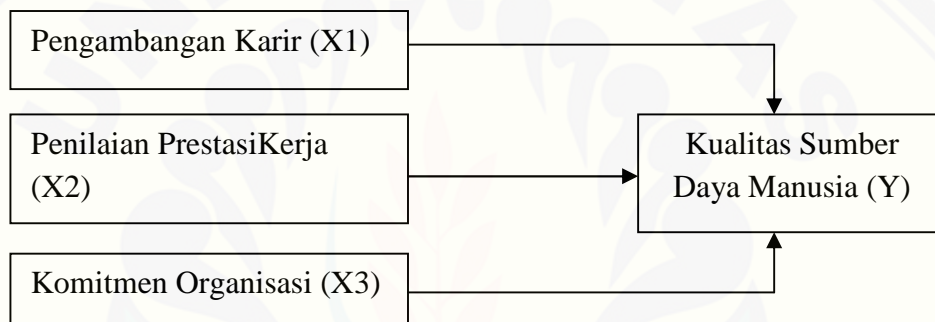 Pengambangan Karir (X1)
Penilaian PrestasiKerja
(X2)
Kualitas Sumber
Daya Manusia (Y)
Komitmen Organisasi (X3)